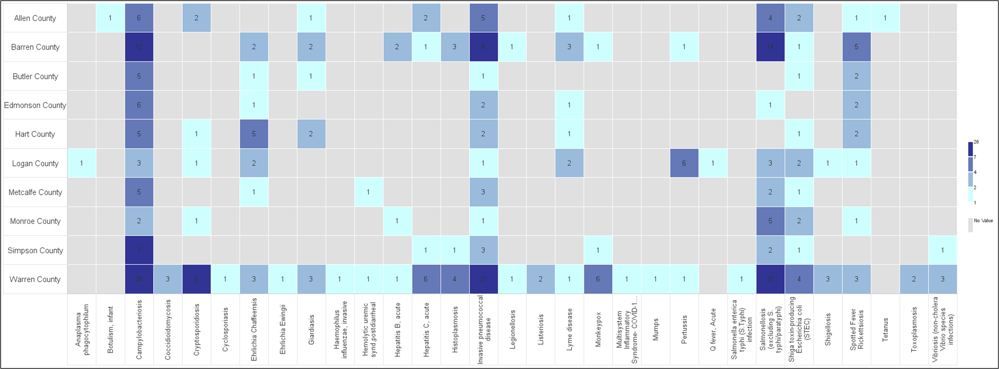 Allen County 1 6 2 1 2 5 1 4 2 1 1
Barren County 12 2 2 2 1 3 8 1 3 1 1 14 1 5
Butler County 5 1 1 1 1 2
Edmonson County 6 1 2 1 1 2
Hart County 5 1 5 2 2 1 1 2
Logan County 1 3 1 2 1 2 6 1 3 2 1 1
Metcalfe County 5 1 1 3 2 1
Monroe County 2 1 1 1 5 2 1
Simpson County 7 1 1 3 1 2 1 1
Warren County 26 3 8 1 3 1 3 1 1 1 6 4 21 1 2 1 6 1 1 1 1 23 4 3 3 2 3
Anaplasma
phagocytophilum
Botulism, infant
Campylobacteriosis
Coccidioidomycosis
Cryptosporidiosis
Cyclosporiasis
Ehrlichia Chaffeensis
Ehrlichia Ewingii
Giardiasis
Haemophilus
influenzae, invasive
Hemolytic uremic
synd,postdiarrheal
Hepatitis B, acute
Hepatitis C, acute
Histoplasmosis
Invasive pneumococcal
disease
Legionellosis
Listeriosis
Lyme disease
Monkeypox
Multisystem
Inflammatory
Syndrome- COVID-1...
Mumps
Pertussis
Q fever, Acute
Salmonella enterica
typhi (S.Typhi)
infection
Salmonellosis
(excluding S.
typhi/paratyphi)
Shiga toxin-producing
Escherichia coli
(STEC)
Shigellosis
Spotted Fever
Rickettsiosis
Tetanus
Toxoplasmosis
Vibriosis (non-cholera
Vibrio species
infections)
26
7
4
2
1
No Value